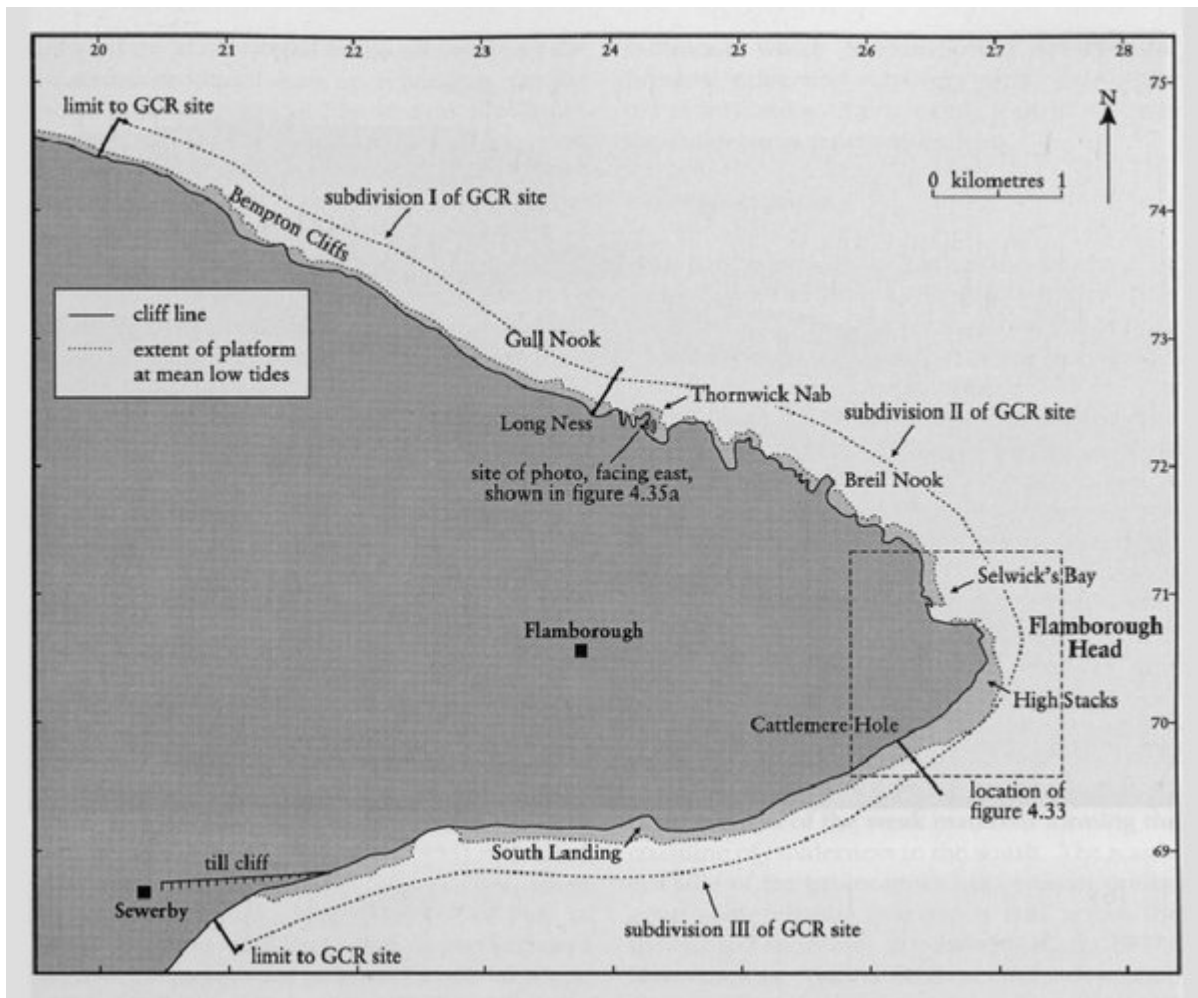 20 21 22 23 24 25 26 27 28
75
limit to GCR site
N
0 kilometres 1
subdivision I of GCR site
74
Bempton Cliffs
cliff line
extent of platform
at mean low tides
Gull Nook
73
Thornwick Nab
Long Ness
subdivision II of GCR site
site of photo, facing east,
shown in figure 4.35a
72
Breil Nook
Selwick's Bay
71
Flamborough
Flamborough
Head
High Stacks
Cattlemere Hole
70
location of
figure 4.33
South Landing
69
till cliff
Sewerby
subdivision III of GCR site
limit to GCR site